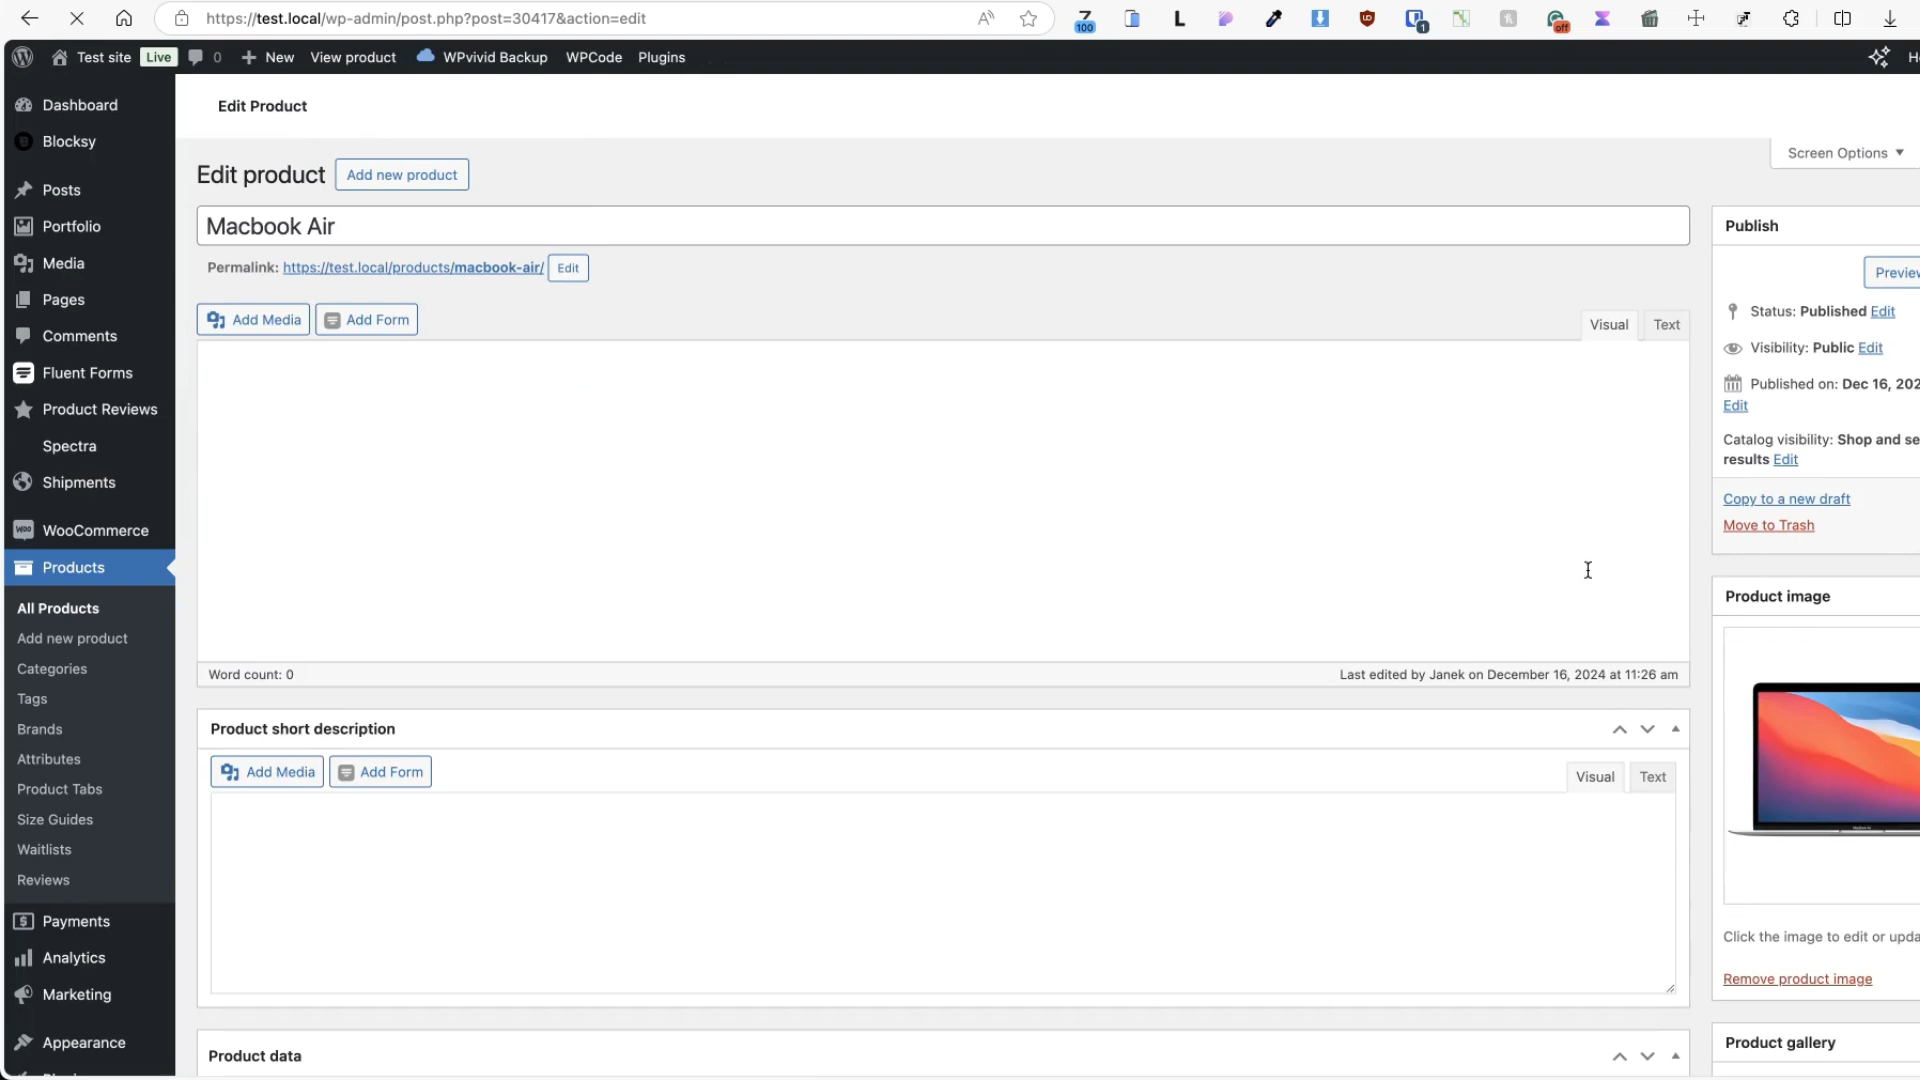 https://test.local/wp-admin/post.php?post=30417&action=edit
100
1
off
Test site Live 0 New View product WPvivid Backup WPCode Plugins
Dashboard
Blocksy
Posts
Portfolio
Media
Pages
Comments
Fluent Forms
Product Reviews
Spectra
Shipments
WooCommerce
Products
All Products
Add new product
Categories
Tags
Brands
Attributes
Product Tabs
Size Guides
Waitlists
Reviews
Payments
Analytics
Marketing
Appearance
Edit Product
Screen Options
Edit product Add new product
Macbook Air
Permalink: https://test.local/products/macbook-air/ Edit
Add Media Add Form
Visual Text
Word count: 0 Last edited by Janek on December 16, 2024 at 11:26 am
Product short description
Add Media Add Form
Visual Text
Product data
Publish
Preview
Status: Published Edit
Visibility: Public Edit
Published on: Dec 16, 202
Edit
Catalog visibility: Shop and se
results Edit
Copy to a new draft
Move to Trash
Product image
Click the image to edit or upda
Remove product image
Product gallery